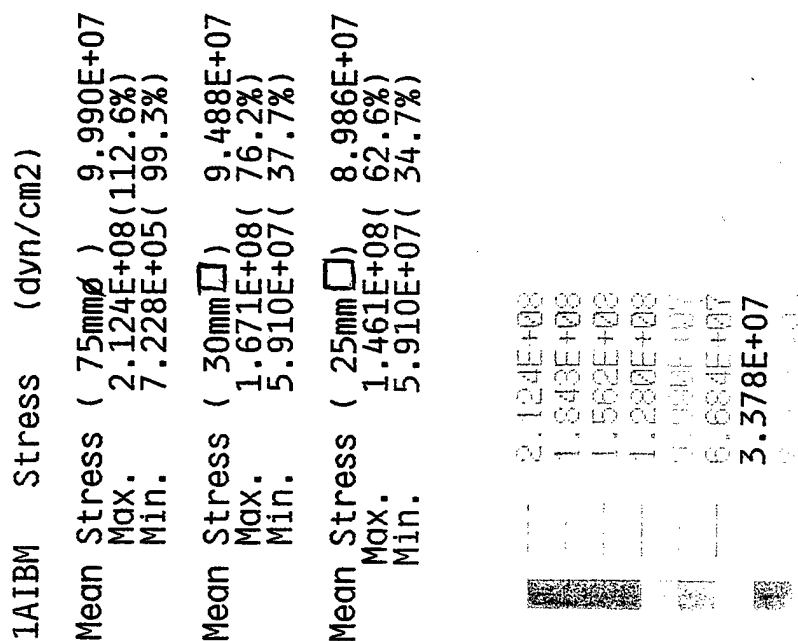 1AIBM Stress (dyn/cm2)
Mean Stress ( 75mmø ) 9.990E+07
Max. 2.124E+08(112.6%)
Min. 7.228E+05( 99.3%)
Mean Stress ( 30mm□) 9.488E+07
Max. 1.671E+08( 76.2%)
Min. 5.910E+07( 37.7%)
Mean Stress ( 25mm□) 8.986E+07
Max. 1.461E+08( 62.6%)
Min. 5.910E+07( 34.7%)
2.124E+08
1.843E+08
1.562E+08
1.280E+08
6.684E+07
3.378E+07